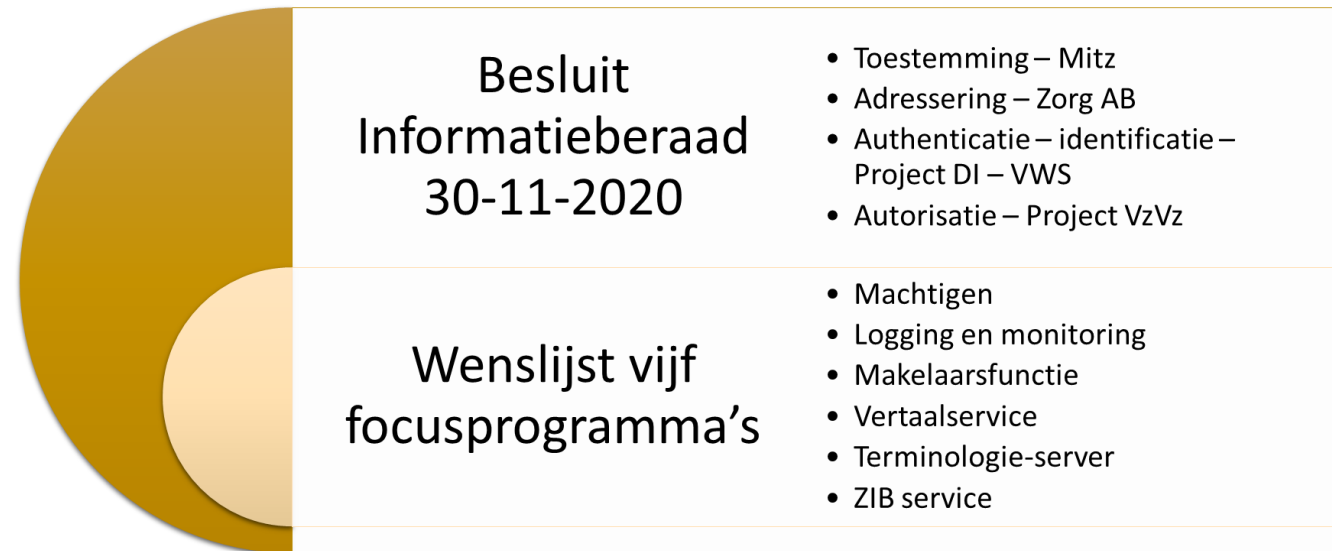 Besluit
Informatieberaad
30-11-2020
• Toestemming – Mitz
• Adressering – Zorg AB
• Authenticatie – identificatie –
Project DI – VWS
• Autorisatie – Project VzVz
Wenslijst vijf
focusprogramma’s
• Machtigen
• Logging en monitoring
• Makelaarsfunctie
• Vertaalservice
• Terminologie-server
• ZIB service